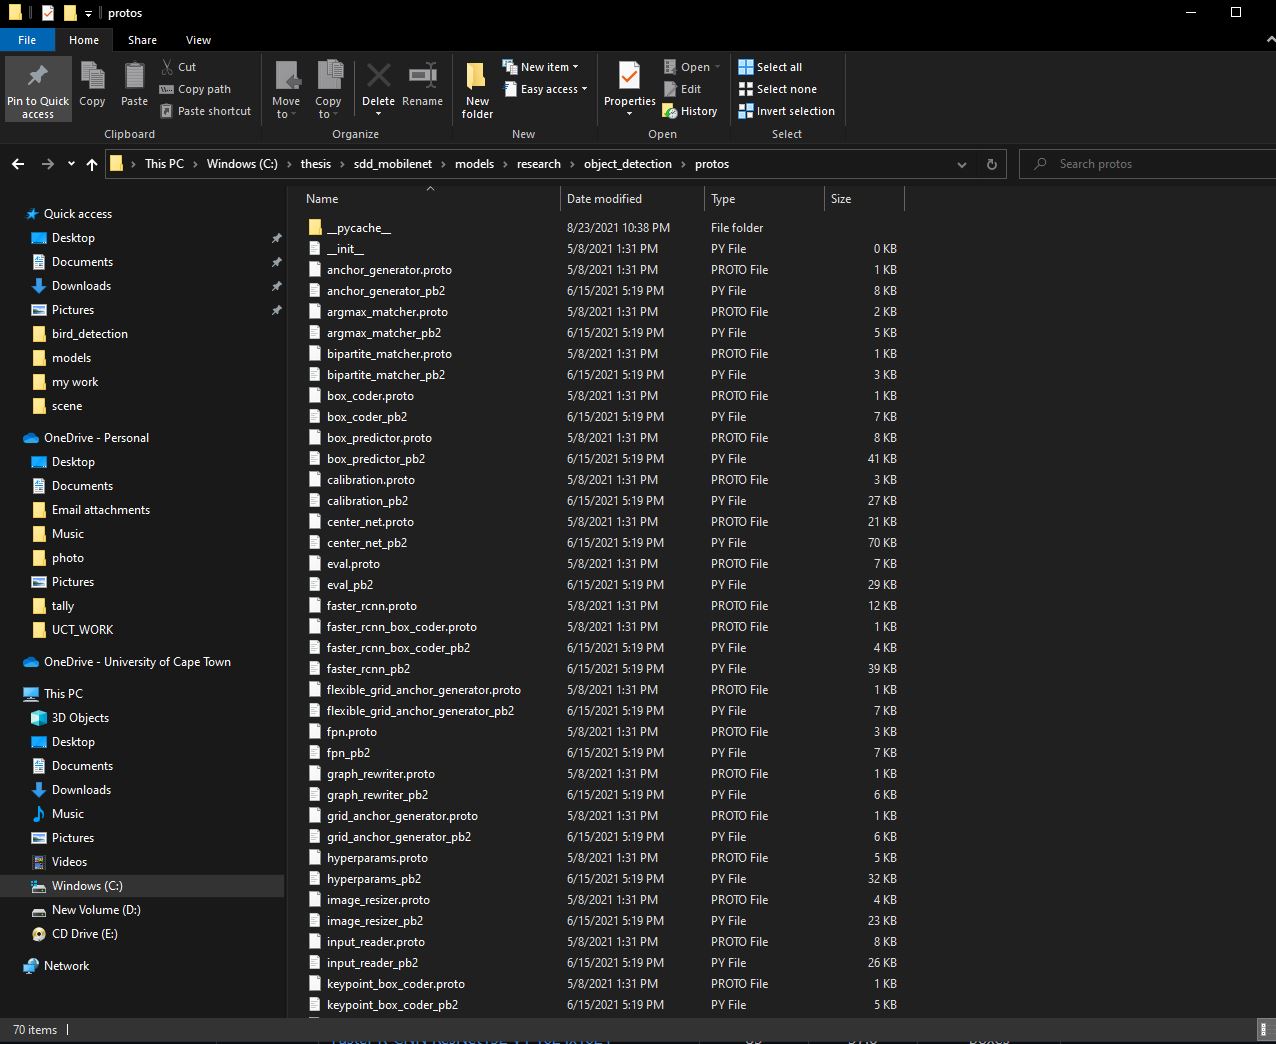 protos
File Home Share View
Pin to Quick access
Copy
Paste
Cut
Copy path
Paste shortcut
Clipboard
Move to
Copy to
Delete
Rename
Organize
New folder
New item
Easy access
New
Properties
Open
Edit
History
Open
Select all
Select none
Invert selection
Select
This PC > Windows (C:) > thesis > sdd_mobilenet > models > research > object_detection > protos
Search protos
Quick access
Desktop
Documents
Downloads
Pictures
bird_detection
models
my work
scene
OneDrive - Personal
Desktop
Documents
Email attachments
Music
photo
Pictures
tally
UCT_WORK
OneDrive - University of Cape Town
This PC
3D Objects
Desktop
Documents
Downloads
Music
Pictures
Videos
Windows (C:)
New Volume (D:)
CD Drive (E:)
Network
Name Date modified Type Size
__pycache__ 8/23/2021 10:38 PM File folder
__init__ 5/8/2021 1:31 PM PY File 0 KB
anchor_generator.proto 5/8/2021 1:31 PM PROTO File 1 KB
anchor_generator_pb2 6/15/2021 5:19 PM PY File 8 KB
argmax_matcher.proto 5/8/2021 1:31 PM PROTO File 2 KB
argmax_matcher_pb2 6/15/2021 5:19 PM PY File 5 KB
bipartite_matcher.proto 5/8/2021 1:31 PM PROTO File 1 KB
bipartite_matcher_pb2 6/15/2021 5:19 PM PY File 3 KB
box_coder.proto 5/8/2021 1:31 PM PROTO File 1 KB
box_coder_pb2 6/15/2021 5:19 PM PY File 7 KB
box_predictor.proto 5/8/2021 1:31 PM PROTO File 8 KB
box_predictor_pb2 6/15/2021 5:19 PM PY File 41 KB
calibration.proto 5/8/2021 1:31 PM PROTO File 3 KB
calibration_pb2 6/15/2021 5:19 PM PY File 27 KB
center_net.proto 5/8/2021 1:31 PM PROTO File 21 KB
center_net_pb2 6/15/2021 5:19 PM PY File 70 KB
eval.proto 5/8/2021 1:31 PM PROTO File 7 KB
eval_pb2 6/15/2021 5:19 PM PY File 29 KB
faster_rcnn.proto 5/8/2021 1:31 PM PROTO File 12 KB
faster_rcnn_box_coder.proto 5/8/2021 1:31 PM PROTO File 1 KB
faster_rcnn_box_coder_pb2 6/15/2021 5:19 PM PY File 4 KB
faster_rcnn_pb2 6/15/2021 5:19 PM PY File 39 KB
flexible_grid_anchor_generator.proto 5/8/2021 1:31 PM PROTO File 1 KB
flexible_grid_anchor_generator_pb2 6/15/2021 5:19 PM PY File 7 KB
fpn.proto 5/8/2021 1:31 PM PROTO File 3 KB
fpn_pb2 6/15/2021 5:19 PM PY File 7 KB
graph_rewriter.proto 5/8/2021 1:31 PM PROTO File 1 KB
graph_rewriter_pb2 6/15/2021 5:19 PM PY File 6 KB
grid_anchor_generator.proto 5/8/2021 1:31 PM PROTO File 1 KB
grid_anchor_generator_pb2 6/15/2021 5:19 PM PY File 6 KB
hyperparams.proto 5/8/2021 1:31 PM PROTO File 5 KB
hyperparams_pb2 6/15/2021 5:19 PM PY File 32 KB
image_resizer.proto 5/8/2021 1:31 PM PROTO File 4 KB
image_resizer_pb2 6/15/2021 5:19 PM PY File 23 KB
input_reader.proto 5/8/2021 1:31 PM PROTO File 8 KB
input_reader_pb2 6/15/2021 5:19 PM PY File 26 KB
keypoint_box_coder.proto 5/8/2021 1:31 PM PROTO File 1 KB
keypoint_box_coder_pb2 6/15/2021 5:19 PM PY File 5 KB
70 items